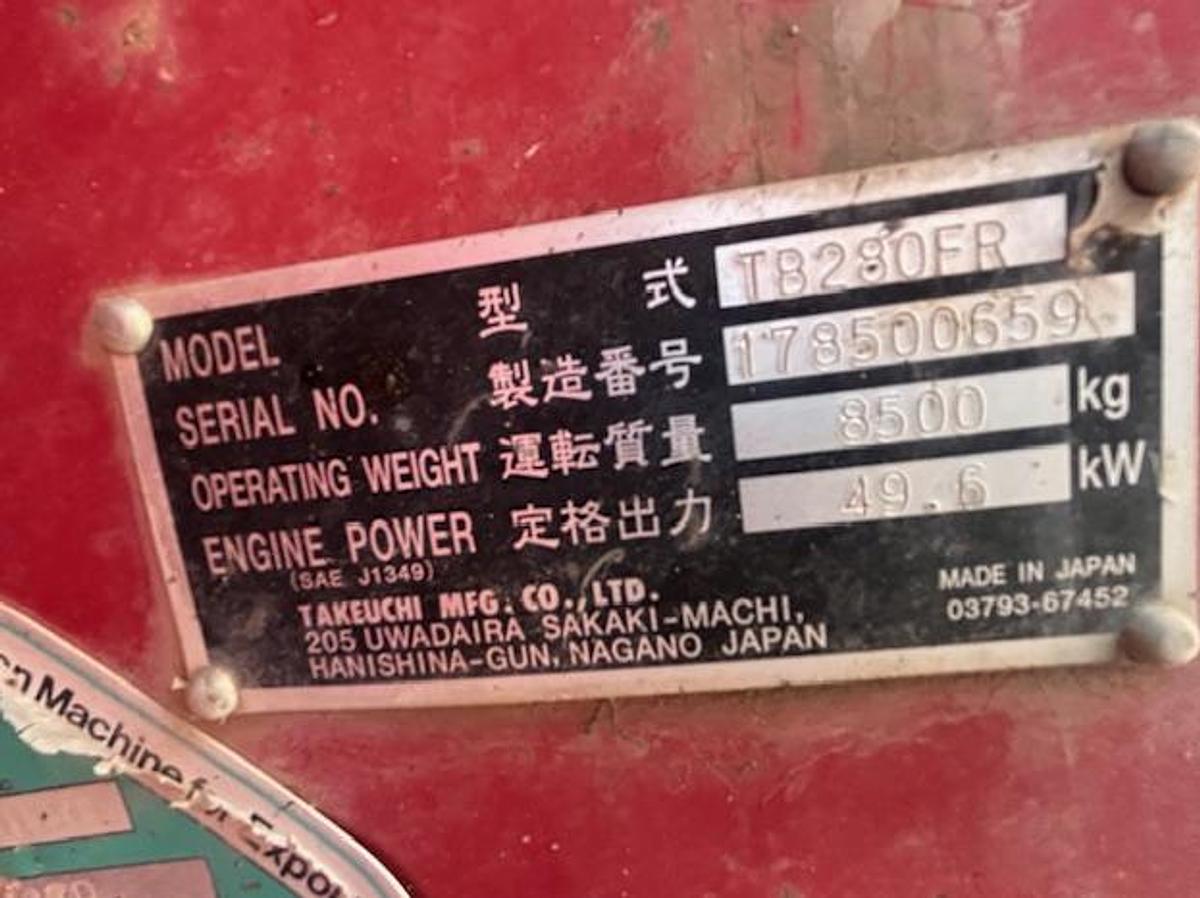 MODEL 型式 TB280FR
SERIAL NO. 製造番号 178500659
OPERATING WEIGHT 運転質量 8500 kg
ENGINE POWER 定格出力 49.6 kW
(SAE J1349)
TAKEUCHI MFG. CO., LTD.
205 UWADAIRA SAKAKI-MACHI,
HANISHINA-GUN, NAGANO JAPAN
MADE IN JAPAN
03793-67452
Machine for Export